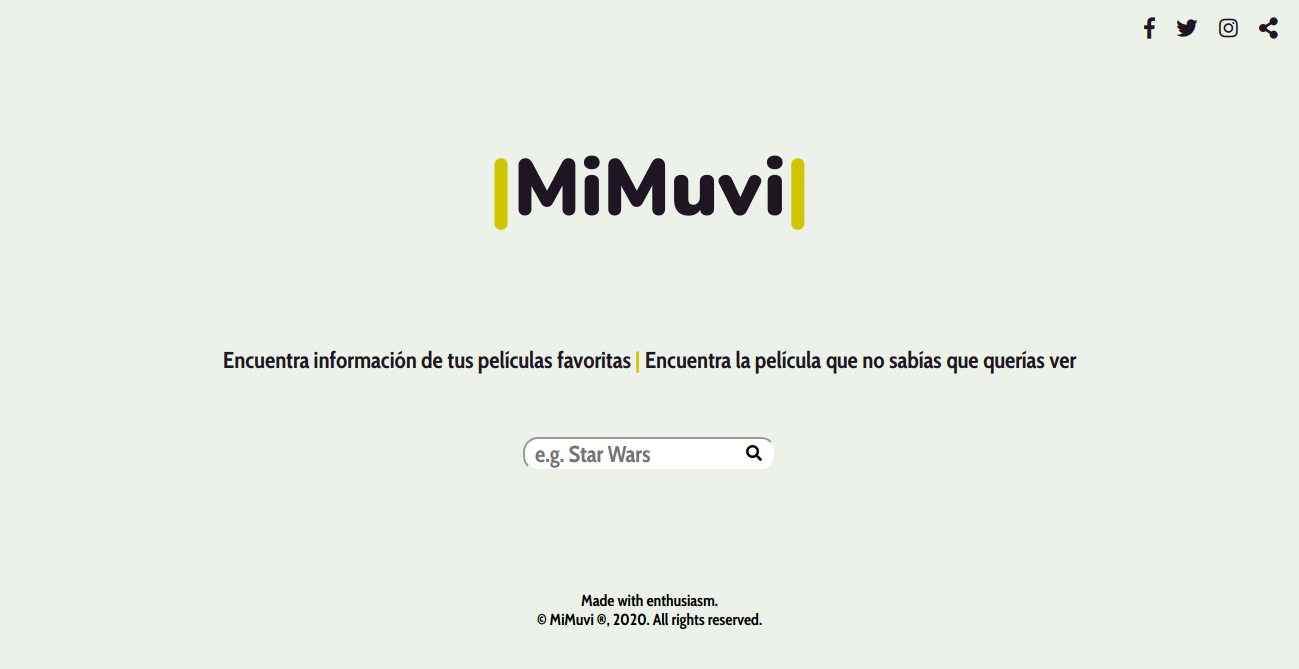 |MiMuvi|
Encuentra información de tus películas favoritas | Encuentra la película que no sabías que querías ver
e.g. Star Wars
Made with enthusiasm.
© MiMuvi ®, 2020. All rights reserved.